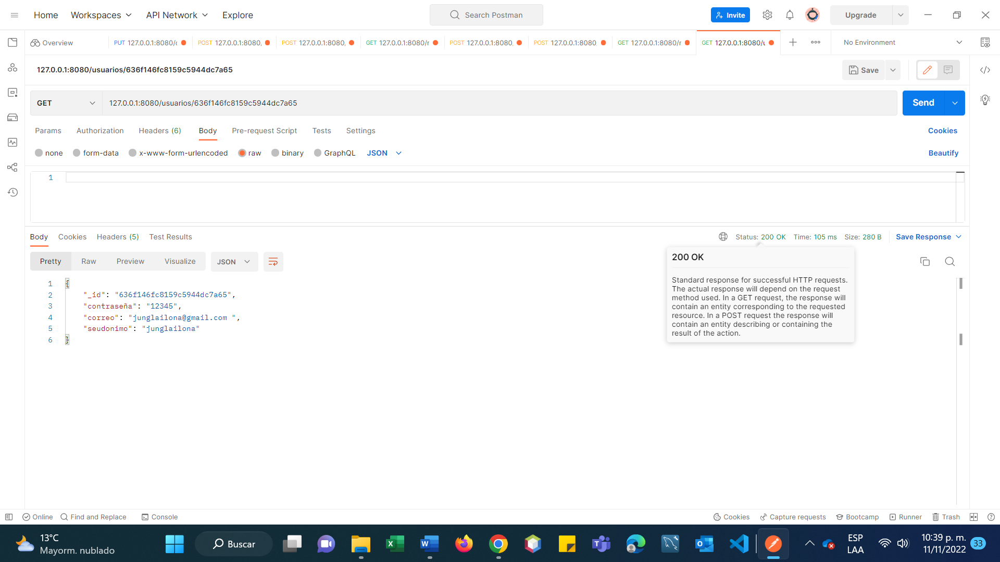 Home Workspaces API Network Explore Search Postman Invite Upgrade
Overview PUT 127.0.0.1:8080/c POST 127.0.0.1:8080, POST 127.0.0.1:8080, GET 127.0.0.1:8080/r POST 127.0.0.1:8080, POST 127.0.0.1:8080, GET 127.0.0.1:8080/r GET 127.0.0.1:8080/u No Environment
127.0.0.1:8080/usuarios/636f146fc8159c5944dc7a65 Save
GET 127.0.0.1:8080/usuarios/636f146fc8159c5944dc7a65 Send
Params Authorization Headers (6) Body Pre-request Script Tests Settings Cookies
none form-data x-www-form-urlencoded raw binary GraphQL JSON Beautify
1
Body Cookies Headers (5) Test Results Status: 200 OK Time: 105 ms Size: 280 B Save Response
Pretty Raw Preview Visualize JSON
200 OK
Standard response for successful HTTP requests.
The actual response will depend on the request
method used. In a GET request, the response will
contain an entity corresponding to the requested
resource. In a POST request the response will
contain an entity describing or containing the
result of the action.
1 {
2 "_id": "636f146fc8159c5944dc7a65",
3 "contraseña": "12345",
4 "correo": "junglailona@gmail.com ",
5 "seudonimo": "junglailona"
6 }
Online Find and Replace Console Cookies Capture requests Bootcamp Runner Trash
13°C
Mayorm. nublado
Buscar
ESP
LAA
10:39 p. m.
11/11/2022
33